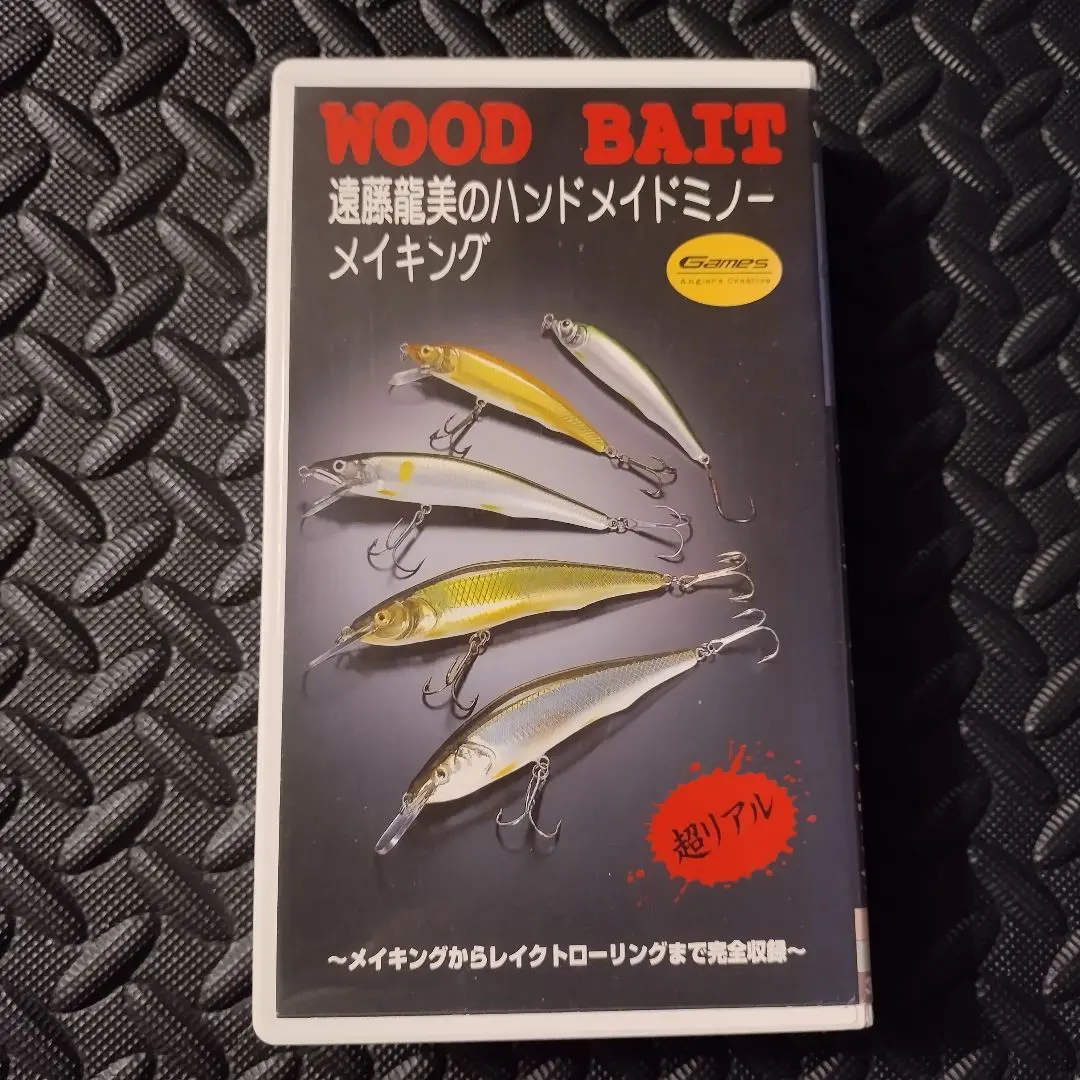 WOOD BAIT
遠藤龍美のハンドメイドミノー
メイキング
Games
Angler's Creative
超リアル
～メイキングからレイクトローリングまで完全収録～